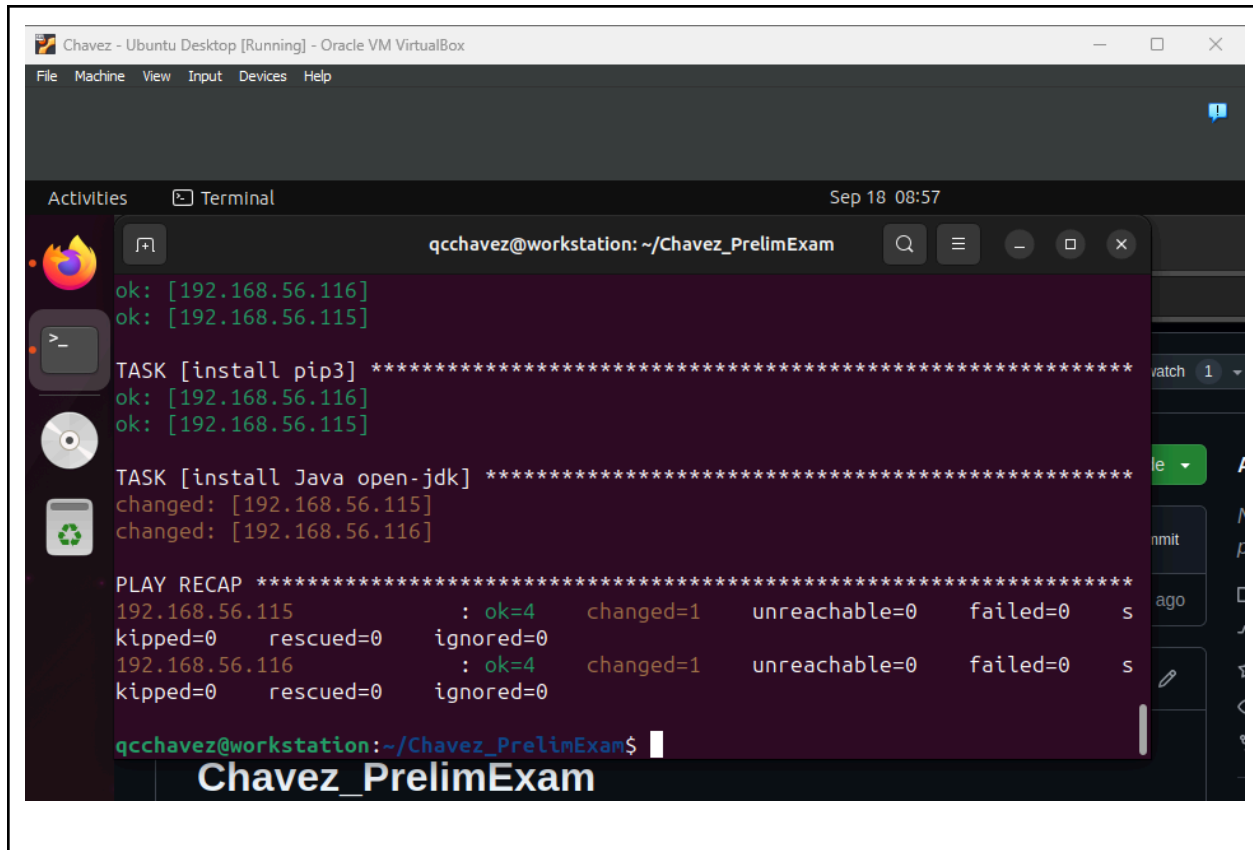 Chavez - Ubuntu Desktop [Running] - Oracle VM VirtualBox
File Machine View Input Devices Help
Activities Terminal Sep 18 08:57
qcchavez@workstation: ~/Chavez_PrelimExam
ok: [192.168.56.116]
ok: [192.168.56.115]
TASK [install pip3] ************************************************************
ok: [192.168.56.116]
ok: [192.168.56.115]
TASK [install Java open-jdk] ***************************************************
changed: [192.168.56.115]
changed: [192.168.56.116]
PLAY RECAP *********************************************************************
192.168.56.115 : ok=4 changed=1 unreachable=0 failed=0 s
kipped=0 rescued=0 ignored=0
192.168.56.116 : ok=4 changed=1 unreachable=0 failed=0 s
kipped=0 rescued=0 ignored=0
qcchavez@workstation:~/Chavez_PrelimExam$
Chavez_PrelimExam
watch 1
ago